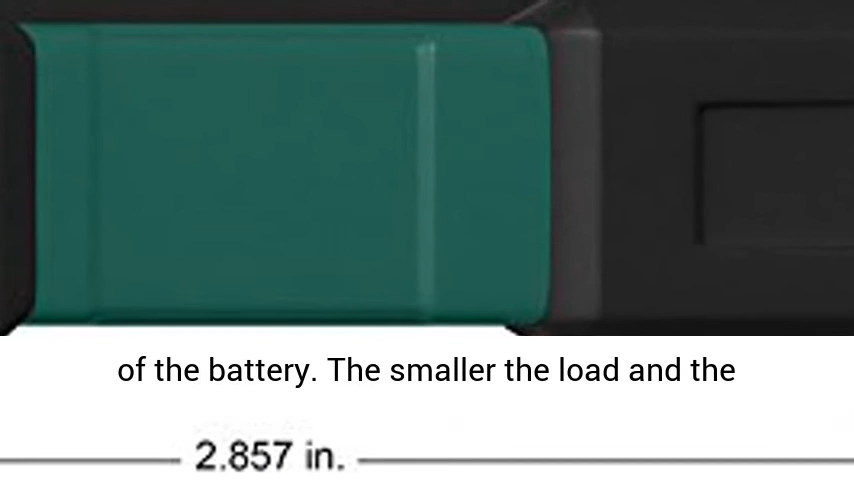 of the battery. The smaller the load and the
2.857 in.